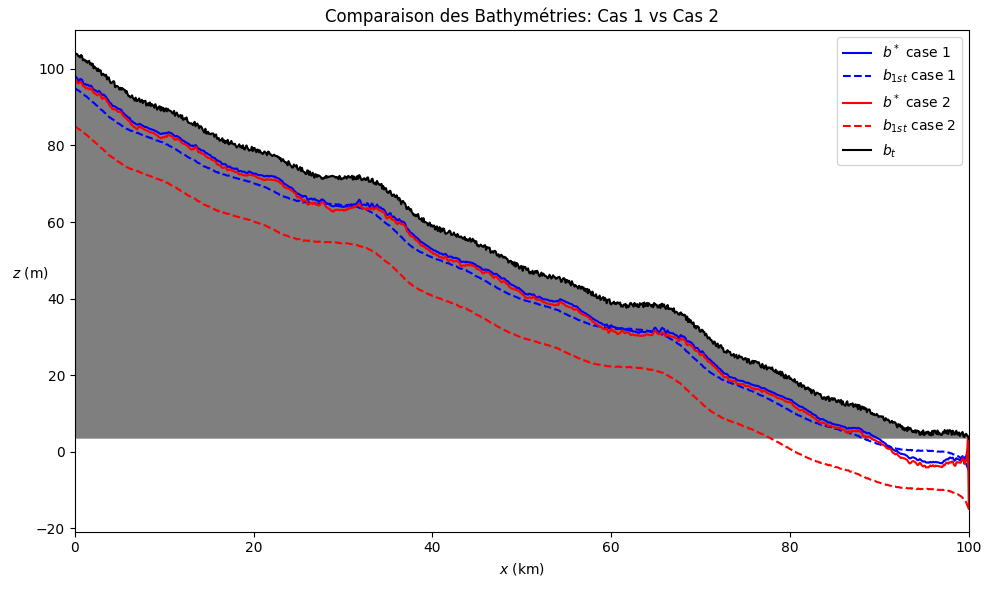 Comparaison des Bathymétries: Cas 1 vs Cas 2
b* case 1
b1st case 1
b* case 2
b1st case 2
bt
100
80
60
40
20
0
−20
z (m)
0 20 40 60 80 100
x (km)